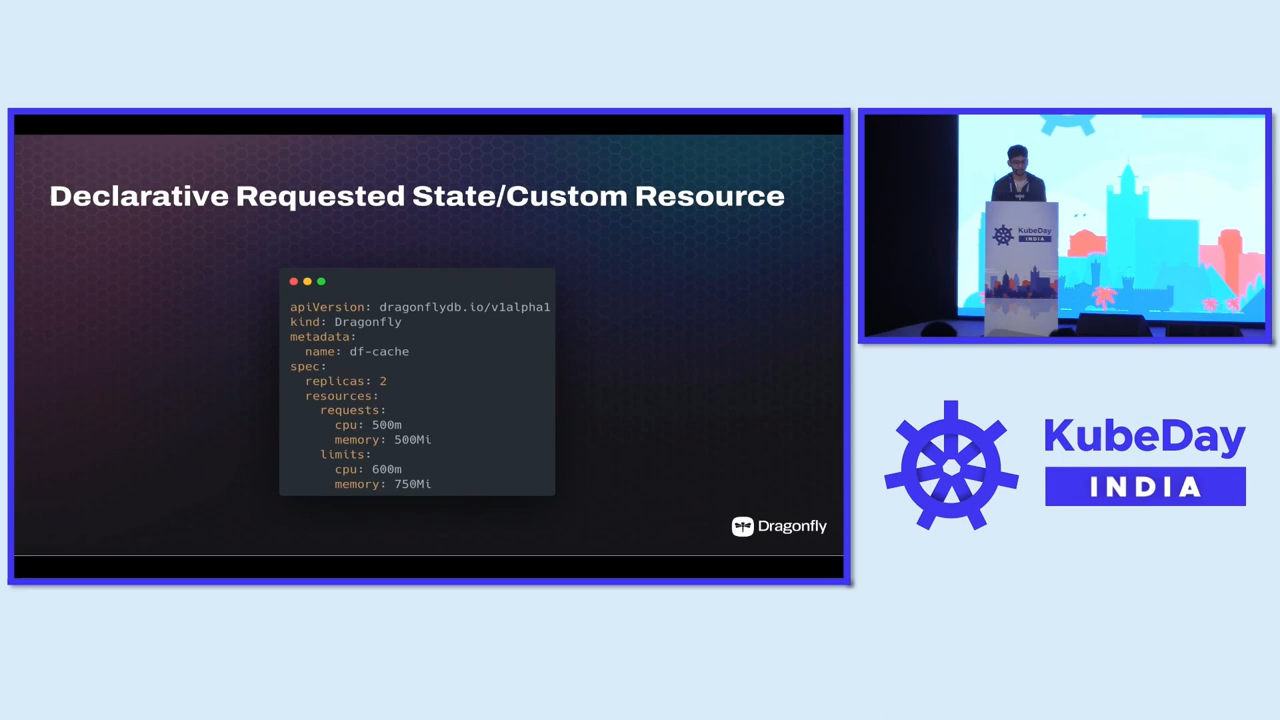 Declarative Requested State/Custom Resource
apiVersion: dragonflydb.io/v1alpha1
kind: Dragonfly
metadata:
  name: df-cache
spec:
  replicas: 2
  resources:
    requests:
      cpu: 500m
      memory: 500Mi
    limits:
      cpu: 600m
      memory: 750Mi
Dragonfly
KubeDay
INDIA
KubeDay
INDIA